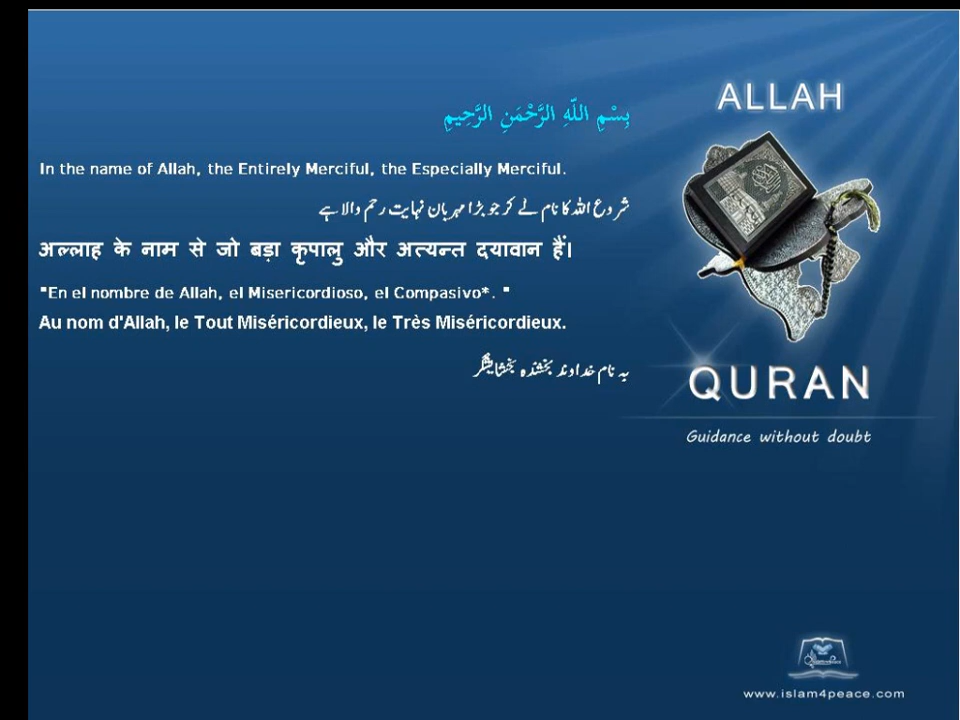 بِسْمِ اللَّهِ الرَّحْمَنِ الرَّحِيمِ
In the name of Allah, the Entirely Merciful, the Especially Merciful.
شروع الله کا نام لے کر جو بڑا مہربان نہایت رحم والا ہے
अल्लाह के नाम से जो बड़ा कृपालु और अत्यन्त दयावान हैं।
"En el nombre de Allah, el Misericordioso, el Compasivo*. "
Au nom d'Allah, le Tout Miséricordieux, le Très Miséricordieux.
به نام خداوند بخشنده بخشایشگر
ALLAH
QURAN
Guidance without doubt
www.islam4peace.com